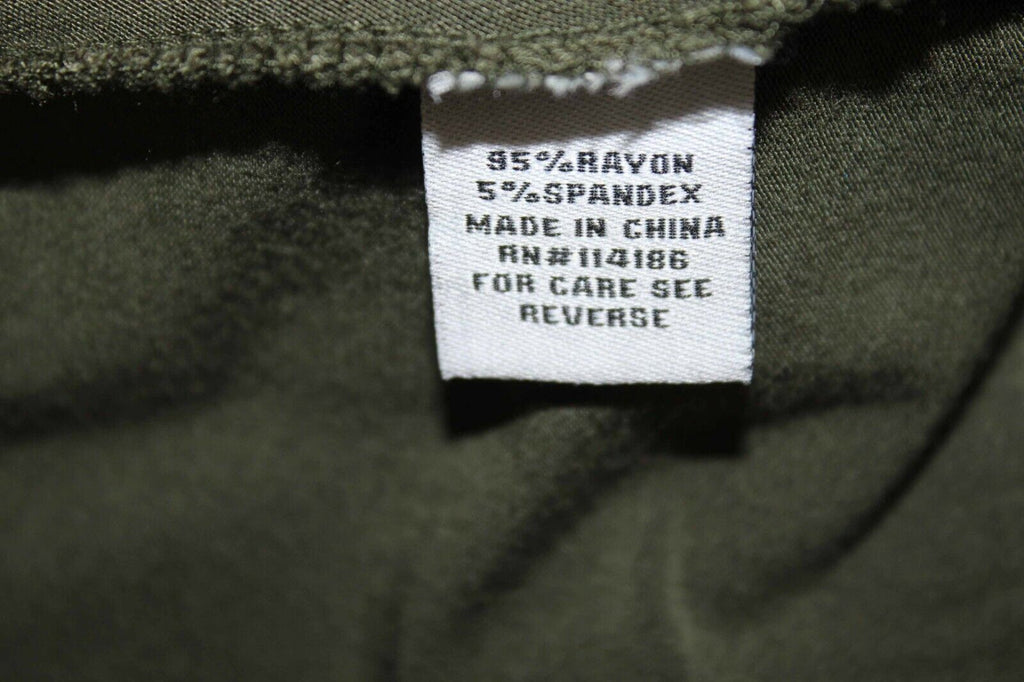 95%RAYON
5%SPANDEX
MADE IN CHINA
RN#114186
FOR CARE SEE
REVERSE